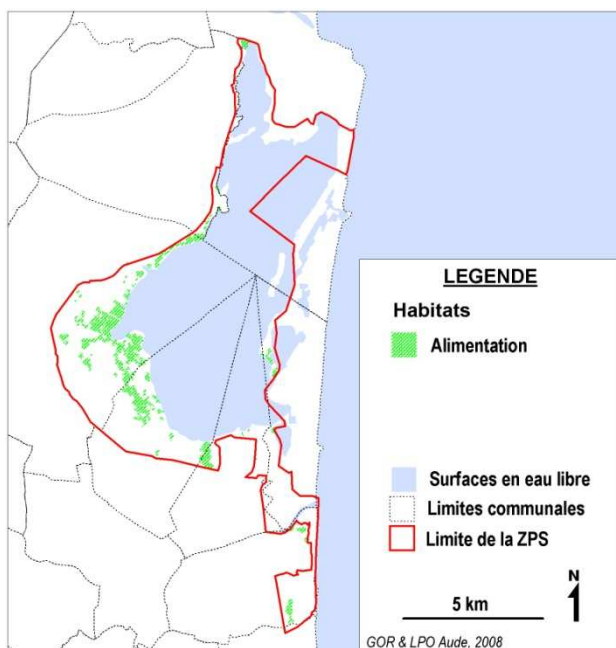 LEGENDE
Habitats
Alimentation
Surfaces en eau libre
Limites communales
Limite de la ZPS
N
5 km
GOR & LPO Aude, 2008